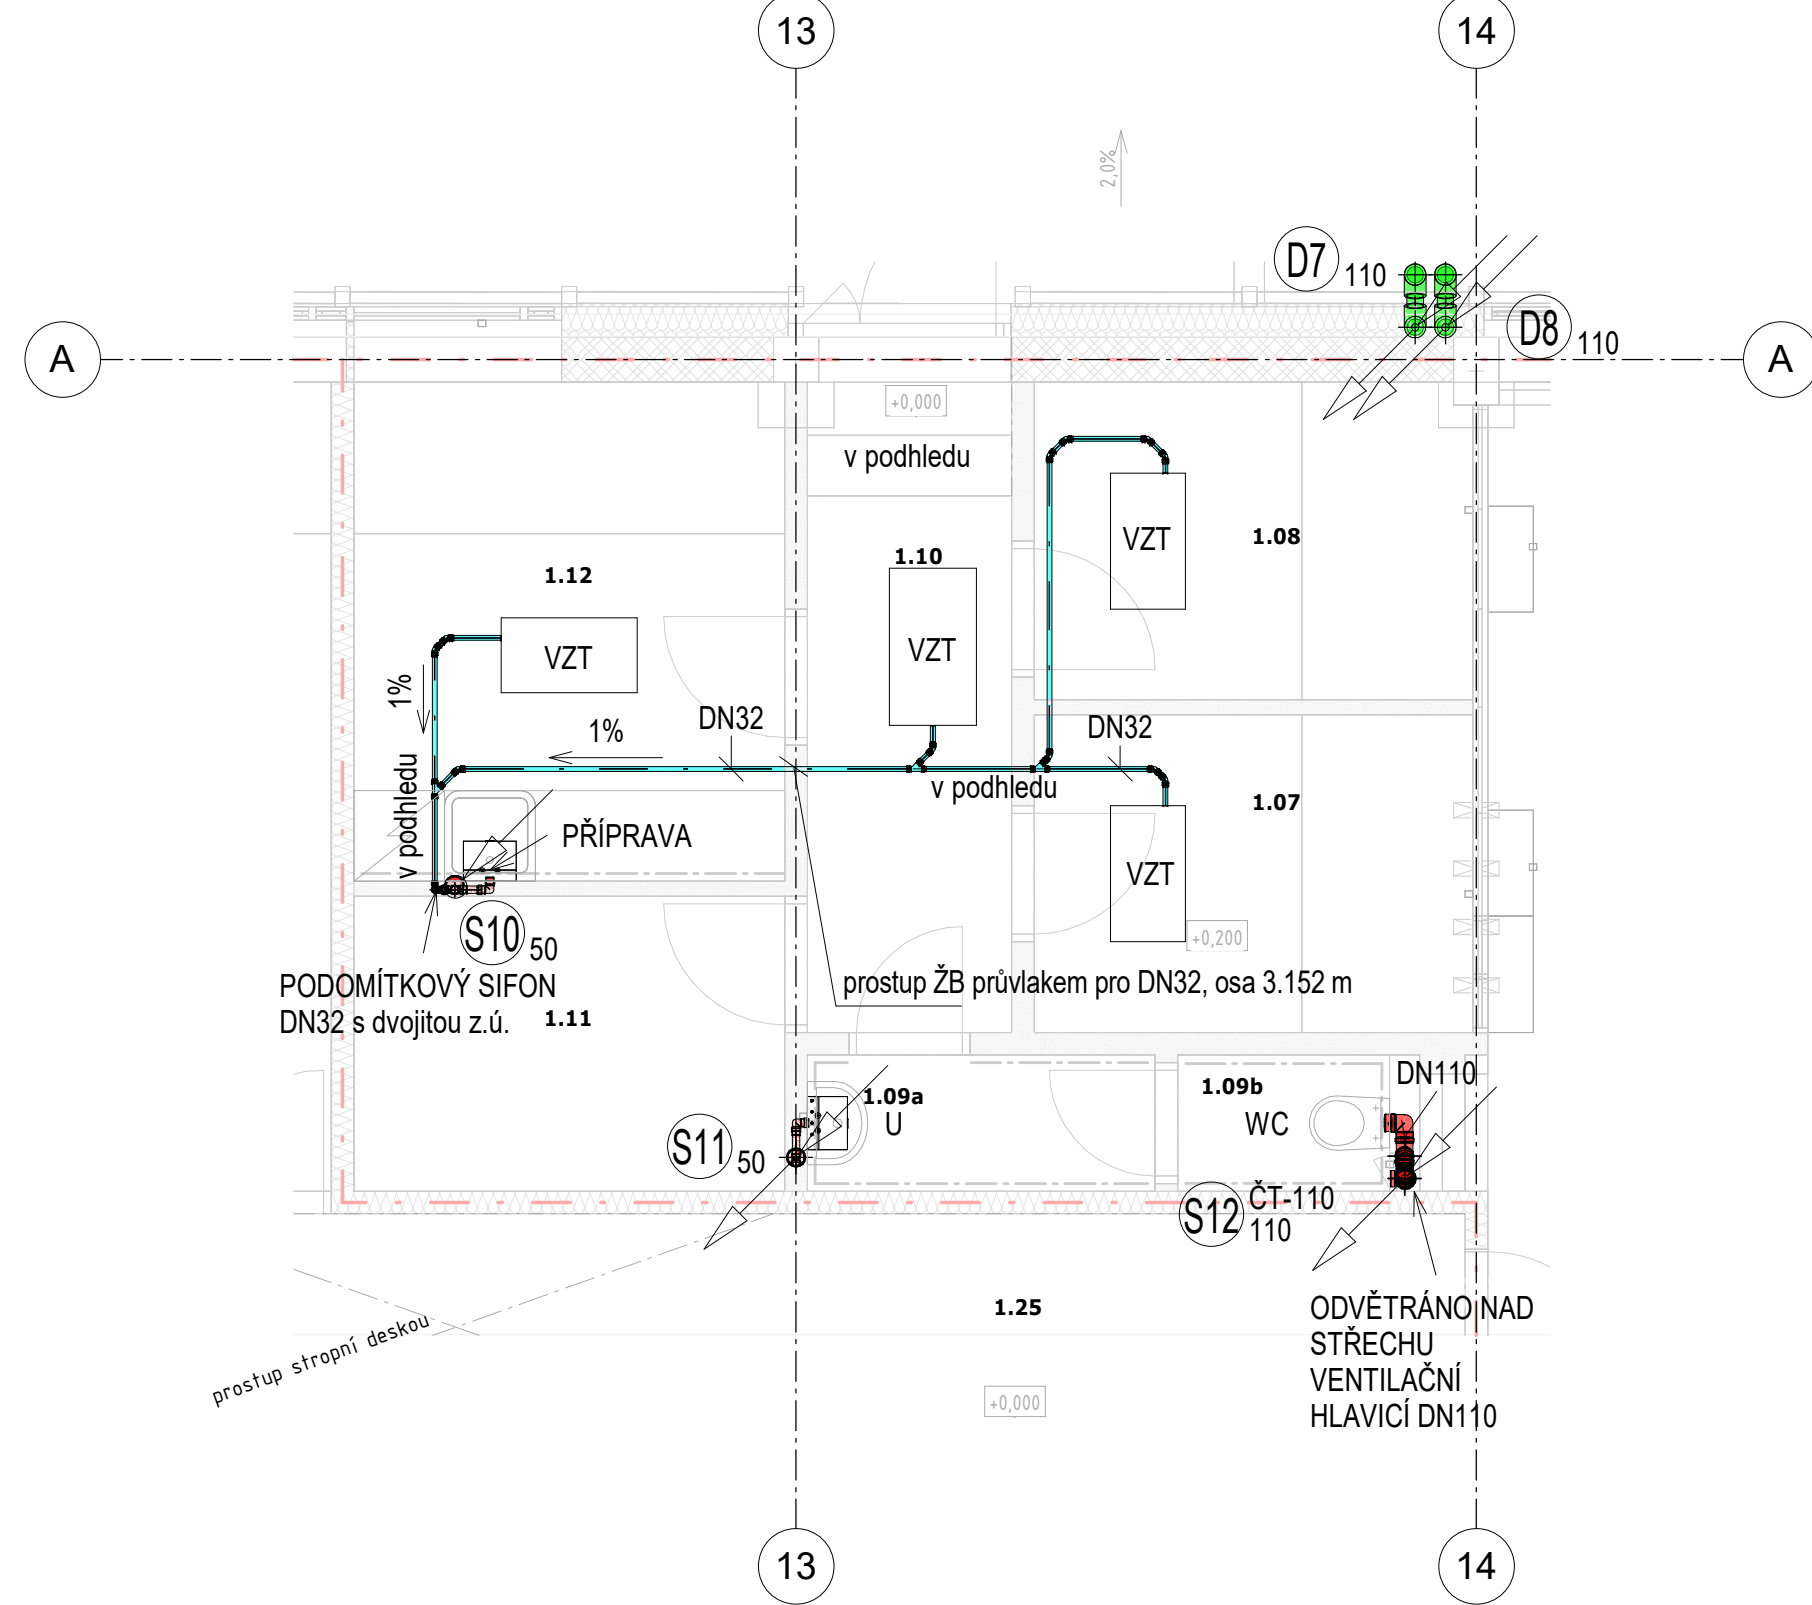 13
14
2,0%
D7 110
D8 110
A
A
+0,000
v podhledu
VZT
1.08
1.10
1.12
VZT
VZT
1%
DN32
DN32
1%
v podhledu
v podhledu
1.07
PŘÍPRAVA
VZT
S10 50
+0,200
PODOMÍTKOVÝ SIFON
DN32 s dvojitou z.ú.
prostup ŽB průvlakem pro DN32, osa 3.152 m
1.11
DN110
1.09a
1.09b
U
WC
S11 50
S12 ČT-110
110
1.25
ODVĚTRÁNO NAD
STŘECHU
VENTILAČNÍ
HLAVICÍ DN110
prostup stropní deskou
+0,000
13
14